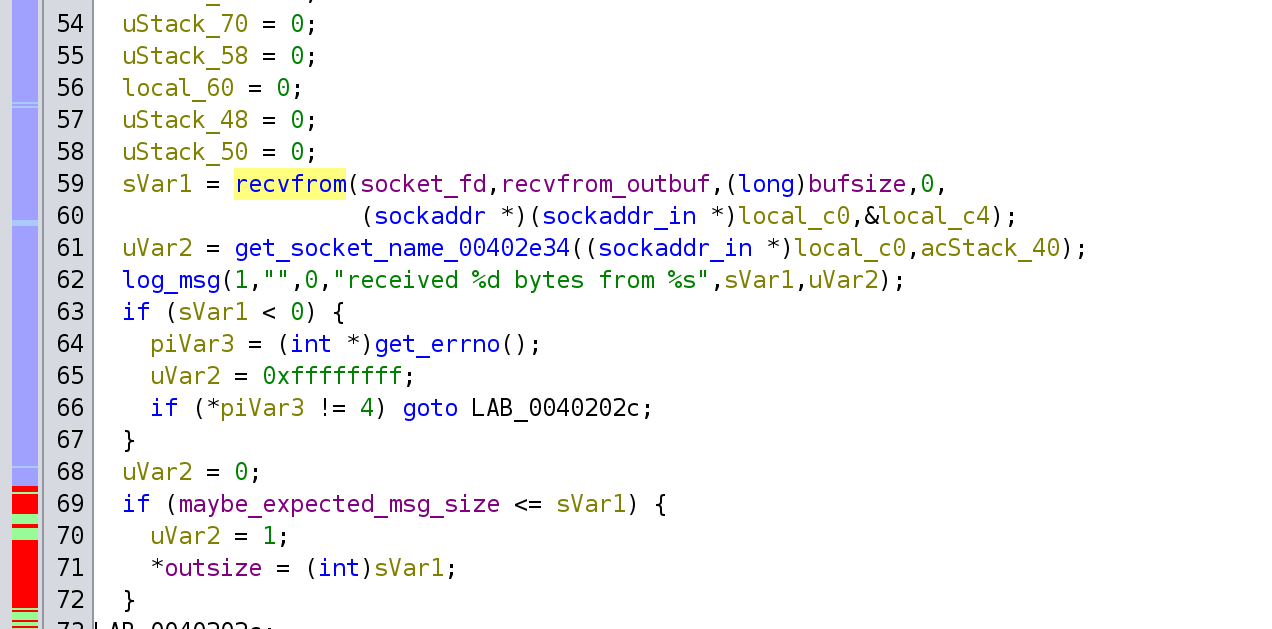 54 uStack_70 = 0;
55 uStack_58 = 0;
56 local_60 = 0;
57 uStack_48 = 0;
58 uStack_50 = 0;
59 sVar1 = recvfrom(socket_fd,recvfrom_outbuf,(long)bufsize,0,
60 (sockaddr *)(sockaddr_in *)local_c0,&local_c4);
61 uVar2 = get_socket_name_00402e34((sockaddr_in *)local_c0,acStack_40);
62 log_msg(1,"",0,"received %d bytes from %s",sVar1,uVar2);
63 if (sVar1 < 0) {
64 piVar3 = (int *)get_errno();
65 uVar2 = 0xffffffff;
66 if (*piVar3 != 4) goto LAB_0040202c;
67 }
68 uVar2 = 0;
69 if (maybe_expected_msg_size <= sVar1) {
70 uVar2 = 1;
71 *outsize = (int)sVar1;
72 }
73 LAB_0040202c: